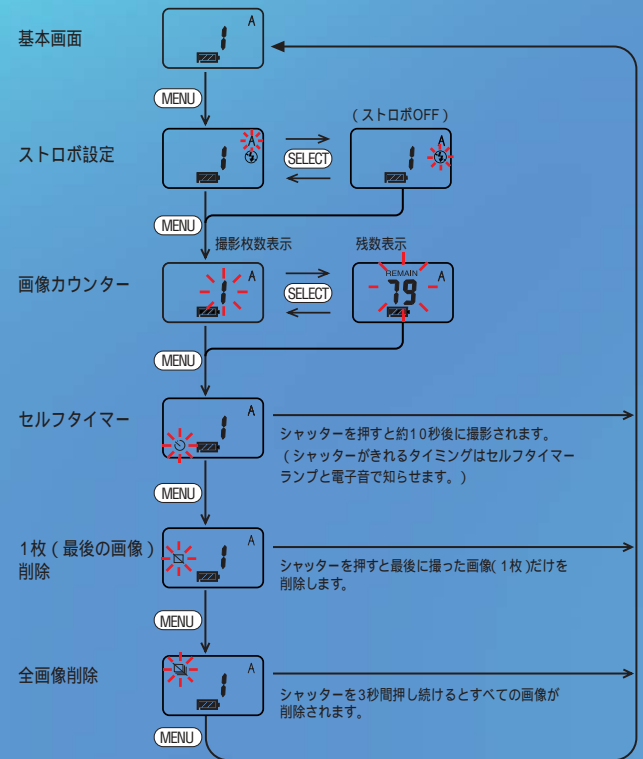 基本画面
A
1
MENU
(ストロボOFF)
ストロボ設定
A
1
SELECT
A
1
MENU
撮影枚数表示
残数表示
画像カウンター
A
1
SELECT
REMAIN
A
79
MENU
セルフタイマー
A
1
シャッターを押すと約10秒後に撮影されます。
(シャッターがきれるタイミングはセルフタイマー
ランプと電子音で知らせます。)
MENU
1枚(最後の画像)
削除
A
1
シャッターを押すと最後に撮った画像(1枚)だけを
削除します。
MENU
全画像削除
A
1
シャッターを3秒間押し続けるとすべての画像が
削除されます。
MENU